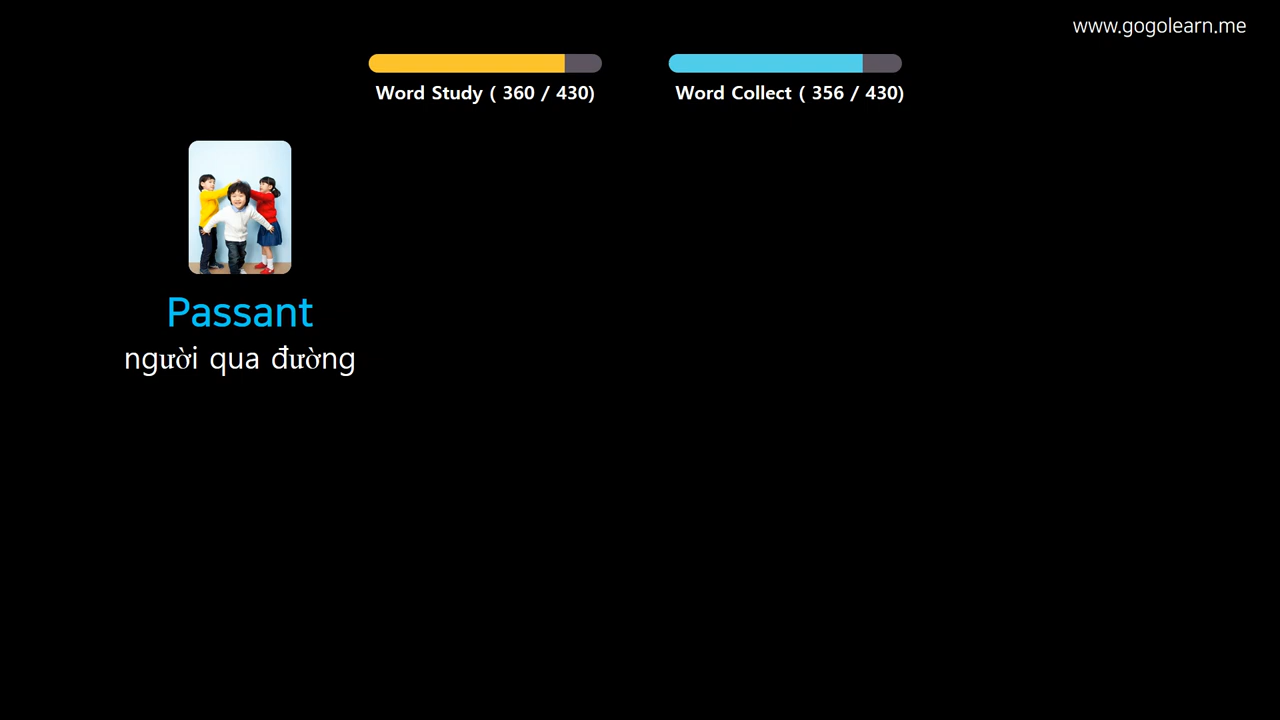 www.gogolearn.me
Word Study ( 360 / 430)
Word Collect ( 356 / 430)
Passant
người qua đường